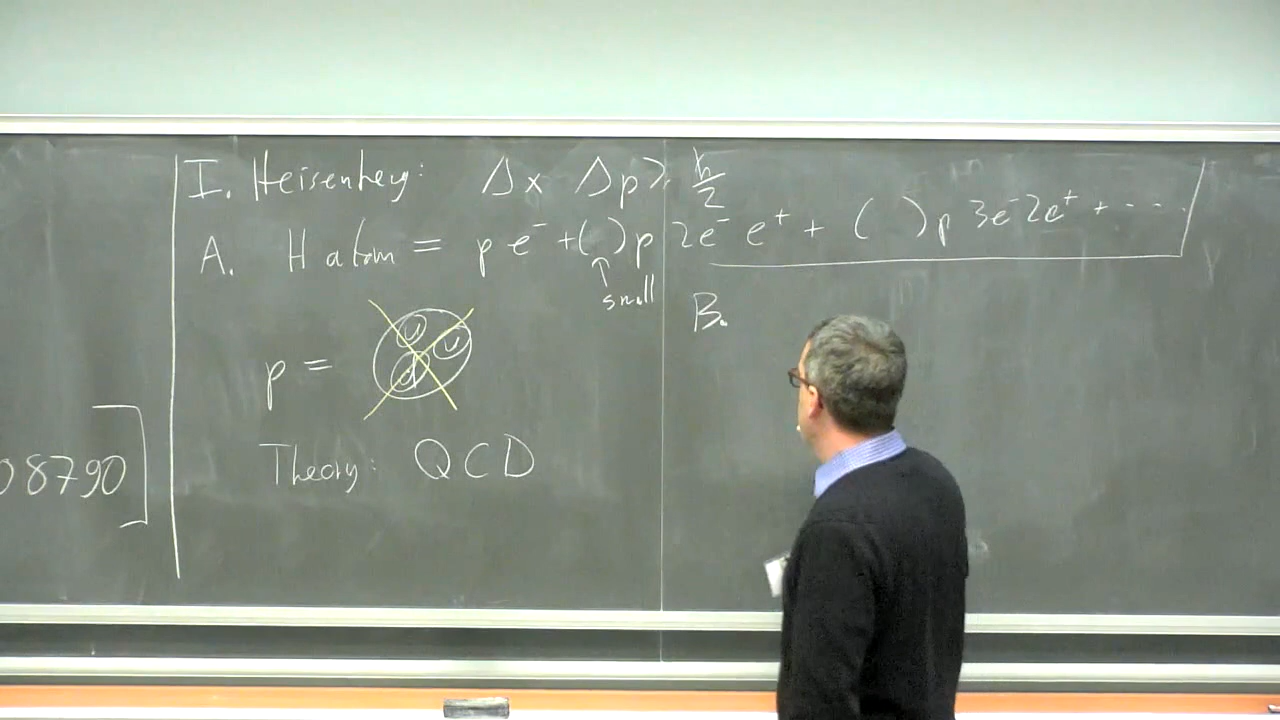 I. Heisenberg: Δx Δp ≥ ħ/2
A. H atom = p e⁻ + ( ) p 2e⁻ e⁺ + ( ) p 3e⁻ 2e⁺ + ....
↑
small
B.
p =
u
u
d
Theory: QCD
08790]